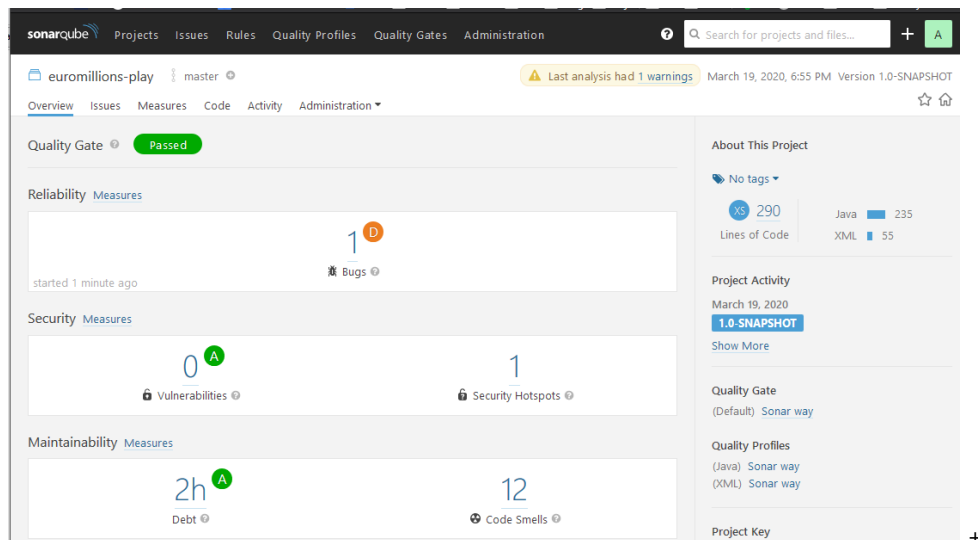 sonarqube Projects Issues Rules Quality Profiles Quality Gates Administration ? Search for projects and files... + A
euromillions-play master Last analysis had 1 warnings March 19, 2020, 6:55 PM Version 1.0-SNAPSHOT
Overview Issues Measures Code Activity Administration
Quality Gate ? Passed
Reliability Measures
1 D
Bugs ?
started 1 minute ago
Security Measures
0 A 1
Vulnerabilities ? Security Hotspots ?
Maintainability Measures
2h A 12
Debt ? Code Smells ?
About This Project
No tags
XS 290 Java 235
Lines of Code XML 55
Project Activity
March 19, 2020
1.0-SNAPSHOT
Show More
Quality Gate
(Default) Sonar way
Quality Profiles
(Java) Sonar way
(XML) Sonar way
Project Key